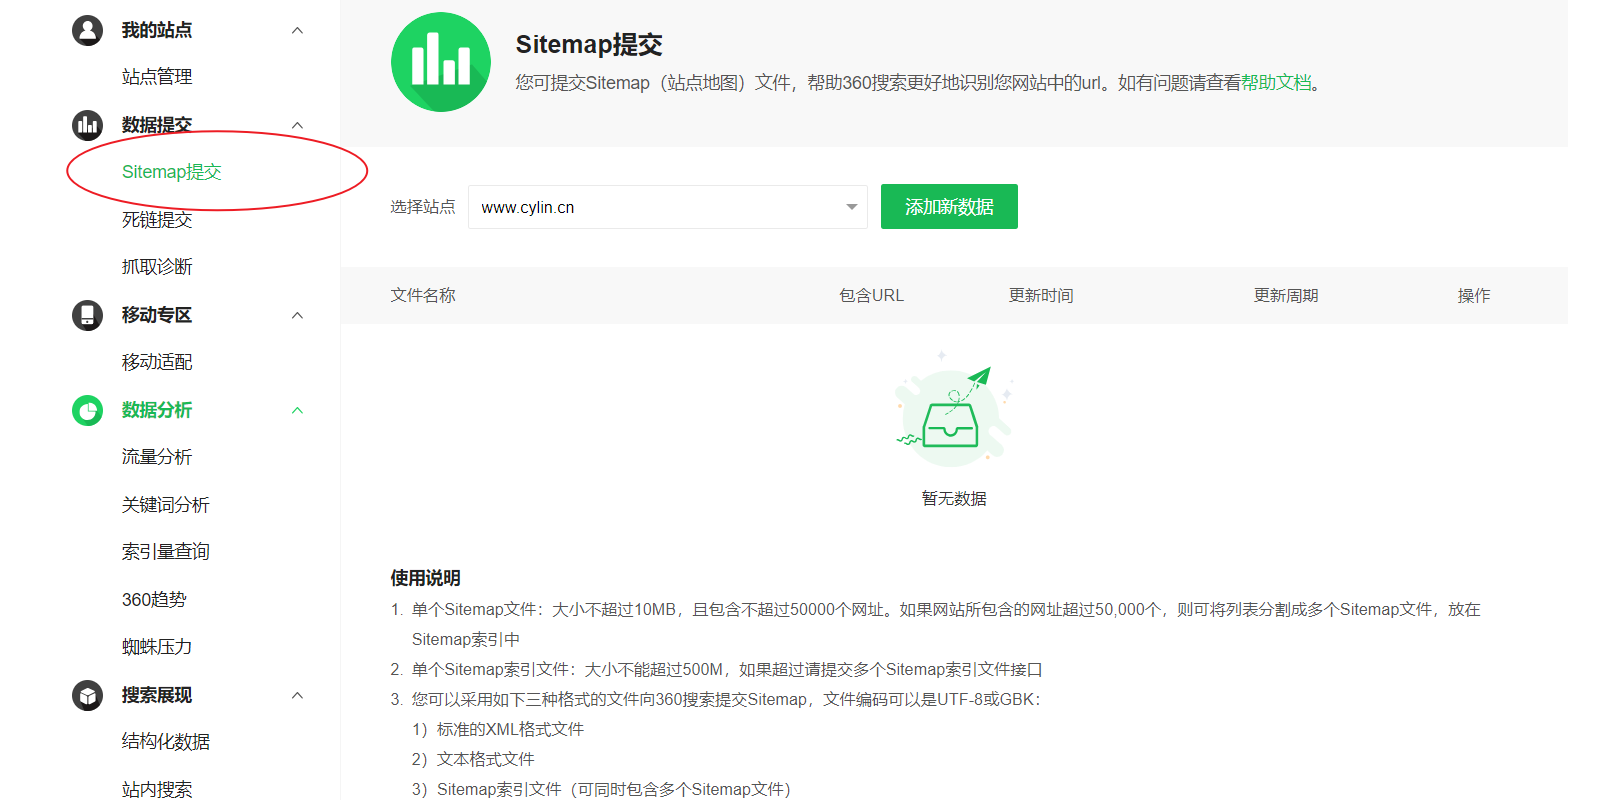 我的站点
站点管理
数据提交
Sitemap提交
死链提交
抓取诊断
移动专区
移动适配
数据分析
流量分析
关键词分析
索引量查询
360趋势
蜘蛛压力
搜索展现
结构化数据
站内搜索
Sitemap提交
您可提交Sitemap（站点地图）文件，帮助360搜索更好地识别您网站中的url。如有问题请查看帮助文档。
选择站点 www.cylin.cn 添加新数据
文件名称 包含URL 更新时间 更新周期 操作
暂无数据
使用说明
1. 单个Sitemap文件：大小不超过10MB，且包含不超过50000个网址。如果网站所包含的网址超过50,000个，则可将列表分割成多个Sitemap文件，放在
Sitemap索引中
2. 单个Sitemap索引文件：大小不能超过500M，如果超过请提交多个Sitemap索引文件接口
3. 您可以采用如下三种格式的文件向360搜索提交Sitemap，文件编码可以是UTF-8或GBK：
1）标准的XML格式文件
2）文本格式文件
3）Sitemap索引文件（可同时包含多个Sitemap文件）